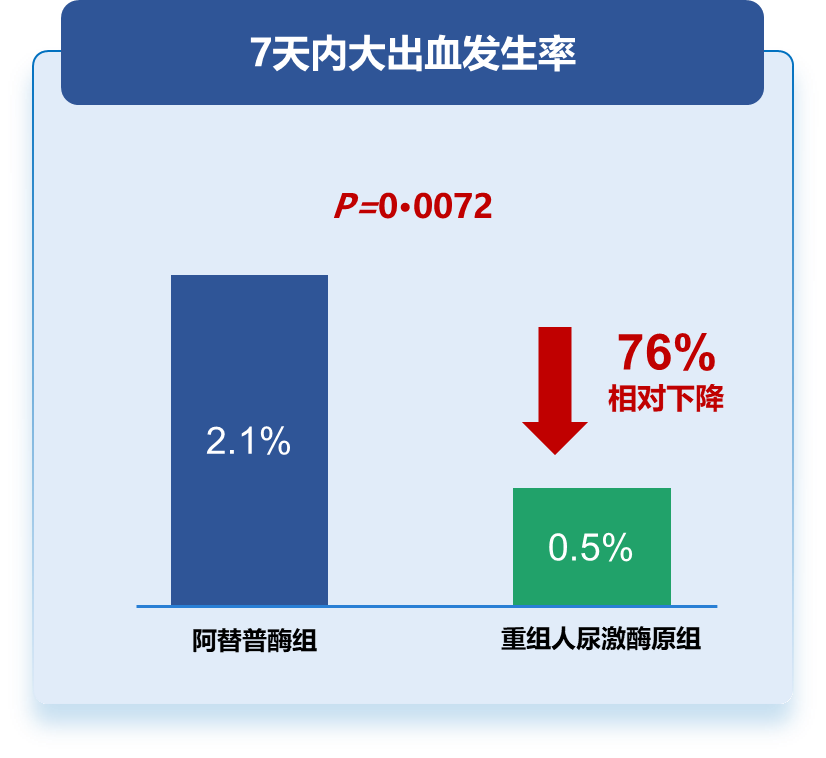 7天内大出血发生率
P=0·0072
76%
相对下降
2.1%
0.5%
阿替普酶组
重组人尿激酶原组